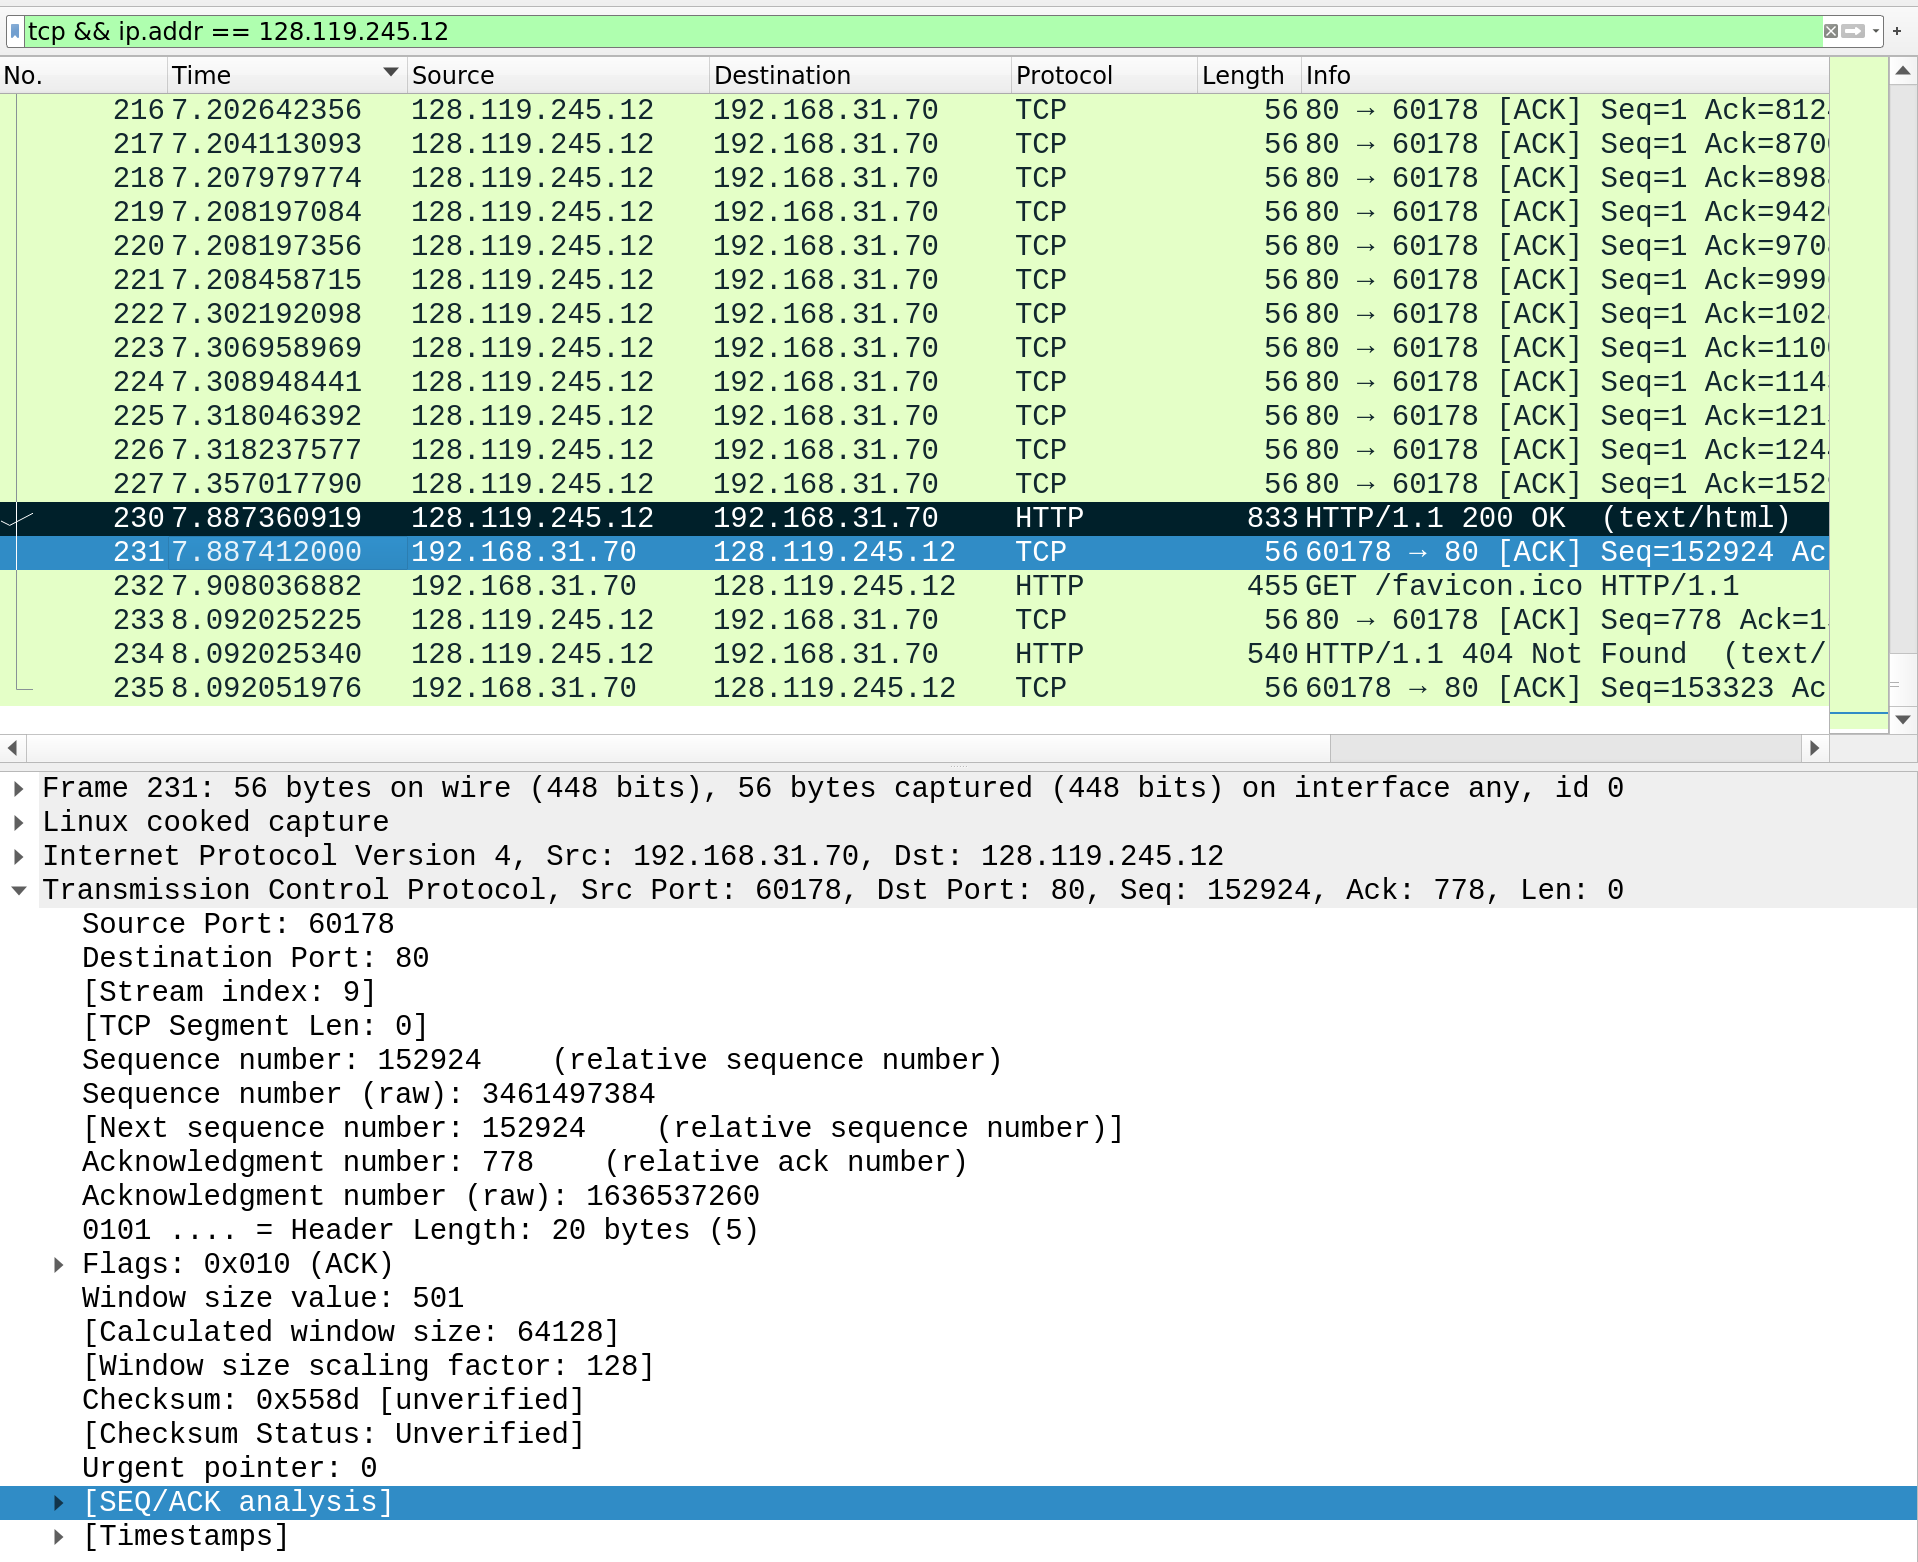 tcp && ip.addr == 128.119.245.12
No. Time Source Destination Protocol Length Info
216 7.202642356 128.119.245.12 192.168.31.70 TCP 56 80 → 60178 [ACK] Seq=1 Ack=812
217 7.204113093 128.119.245.12 192.168.31.70 TCP 56 80 → 60178 [ACK] Seq=1 Ack=870
218 7.207979774 128.119.245.12 192.168.31.70 TCP 56 80 → 60178 [ACK] Seq=1 Ack=898
219 7.208197084 128.119.245.12 192.168.31.70 TCP 56 80 → 60178 [ACK] Seq=1 Ack=942
220 7.208197356 128.119.245.12 192.168.31.70 TCP 56 80 → 60178 [ACK] Seq=1 Ack=970
221 7.208458715 128.119.245.12 192.168.31.70 TCP 56 80 → 60178 [ACK] Seq=1 Ack=999
222 7.302192098 128.119.245.12 192.168.31.70 TCP 56 80 → 60178 [ACK] Seq=1 Ack=102
223 7.306958969 128.119.245.12 192.168.31.70 TCP 56 80 → 60178 [ACK] Seq=1 Ack=110
224 7.308948441 128.119.245.12 192.168.31.70 TCP 56 80 → 60178 [ACK] Seq=1 Ack=114
225 7.318046392 128.119.245.12 192.168.31.70 TCP 56 80 → 60178 [ACK] Seq=1 Ack=121
226 7.318237577 128.119.245.12 192.168.31.70 TCP 56 80 → 60178 [ACK] Seq=1 Ack=124
227 7.357017790 128.119.245.12 192.168.31.70 TCP 56 80 → 60178 [ACK] Seq=1 Ack=152
230 7.887360919 128.119.245.12 192.168.31.70 HTTP 833 HTTP/1.1 200 OK (text/html)
231 7.887412000 192.168.31.70 128.119.245.12 TCP 56 60178 → 80 [ACK] Seq=152924 Ac
232 7.908036882 192.168.31.70 128.119.245.12 HTTP 455 GET /favicon.ico HTTP/1.1
233 8.092025225 128.119.245.12 192.168.31.70 TCP 56 80 → 60178 [ACK] Seq=778 Ack=1
234 8.092025340 128.119.245.12 192.168.31.70 HTTP 540 HTTP/1.1 404 Not Found (text/
235 8.092051976 192.168.31.70 128.119.245.12 TCP 56 60178 → 80 [ACK] Seq=153323 Ac
Frame 231: 56 bytes on wire (448 bits), 56 bytes captured (448 bits) on interface any, id 0
Linux cooked capture
Internet Protocol Version 4, Src: 192.168.31.70, Dst: 128.119.245.12
Transmission Control Protocol, Src Port: 60178, Dst Port: 80, Seq: 152924, Ack: 778, Len: 0
Source Port: 60178
Destination Port: 80
[Stream index: 9]
[TCP Segment Len: 0]
Sequence number: 152924 (relative sequence number)
Sequence number (raw): 3461497384
[Next sequence number: 152924 (relative sequence number)]
Acknowledgment number: 778 (relative ack number)
Acknowledgment number (raw): 1636537260
0101 .... = Header Length: 20 bytes (5)
Flags: 0x010 (ACK)
Window size value: 501
[Calculated window size: 64128]
[Window size scaling factor: 128]
Checksum: 0x558d [unverified]
[Checksum Status: Unverified]
Urgent pointer: 0
[SEQ/ACK analysis]
[Timestamps]